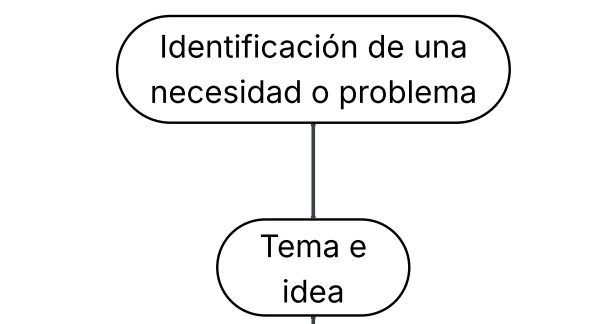 Identificación de una
necesidad o problema
Tema e
idea